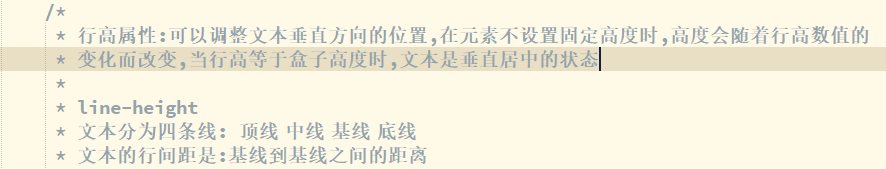 /*
* 行高属性:可以调整文本垂直方向的位置,在元素不设置固定高度时,高度会随着行高数值的
* 变化而改变,当行高等于盒子高度时,文本是垂直居中的状态
*
* line-height
* 文本分为四条线: 顶线 中线 基线 底线
* 文本的行间距是:基线到基线之间的距离